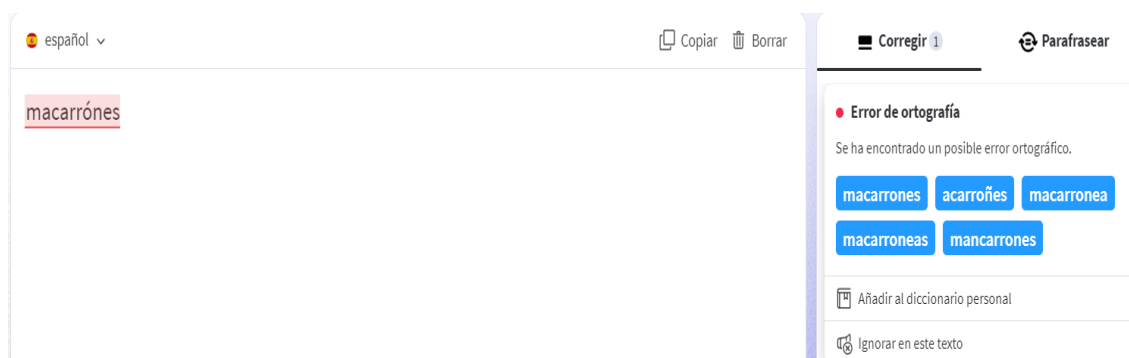 español
Copiar Borrar
macarrónes
Corregir 1 Parafrasear
Error de ortografía
Se ha encontrado un posible error ortográfico.
macarrones acarroñes macarronea
macarroneas mancarrones
Añadir al diccionario personal
Ignorar en este texto